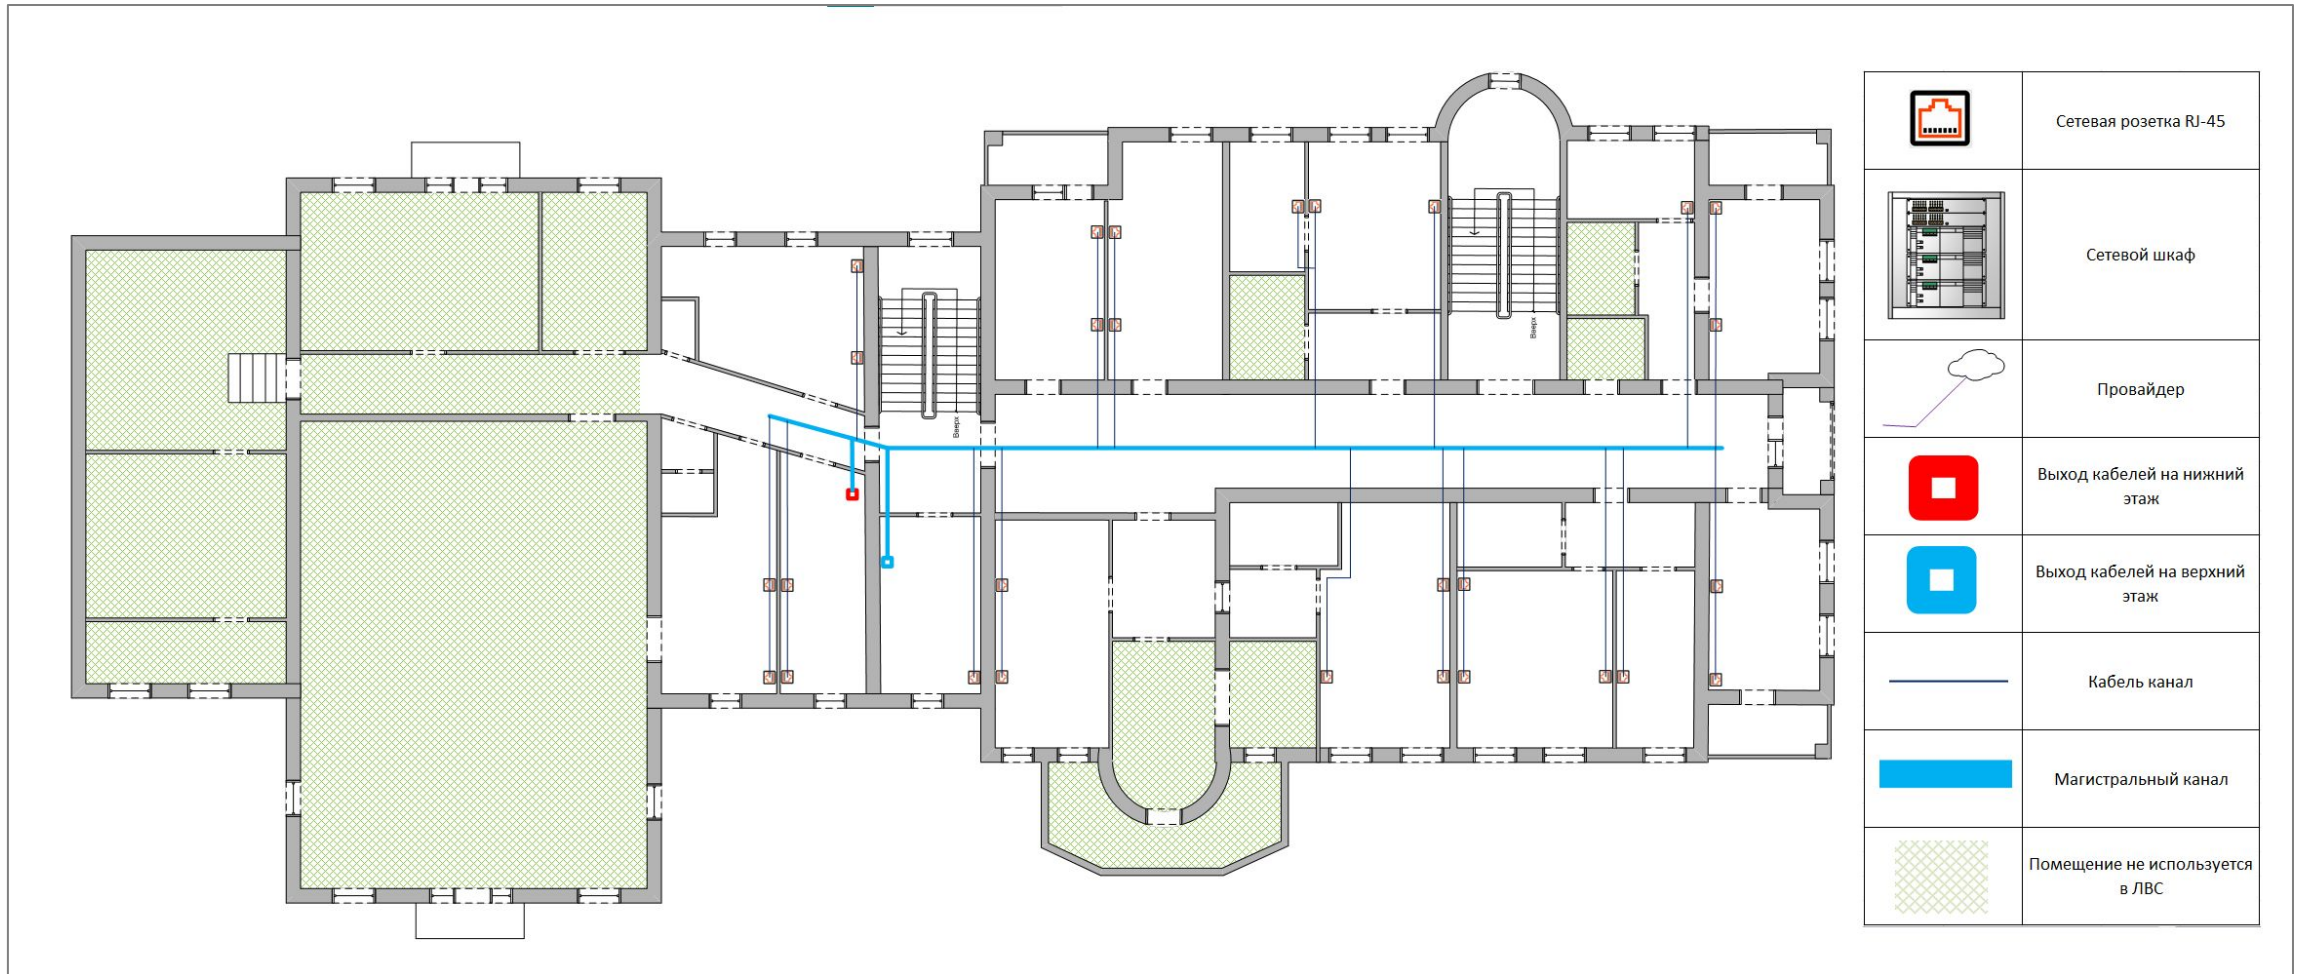 Вверх
Вверх
Сетевая розетка RJ-45
Сетевой шкаф
Провайдер
Выход кабелей на нижний
этаж
Выход кабелей на верхний
этаж
Кабель канал
Магистральный канал
Помещение не используется
в ЛВС